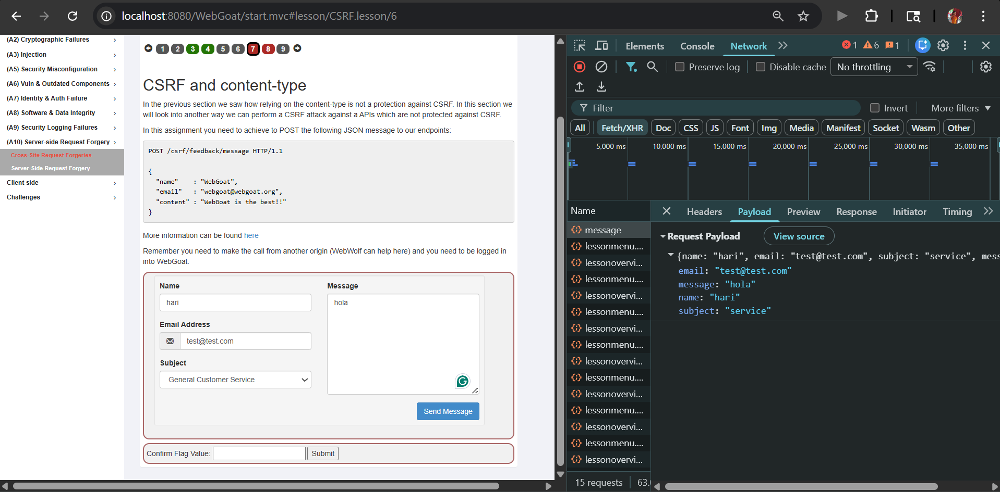 localhost:8080/WebGoat/start.mvc#lesson/CSRF.lesson/6
(A2) Cryptographic Failures
(A3) Injection
(A5) Security Misconfiguration
(A6) Vuln & Outdated Components
(A7) Identity & Auth Failure
(A8) Software & Data Integrity
(A9) Security Logging Failures
(A10) Server-side Request Forgery
Cross-Site Request Forgeries
Server-Side Request Forgery
Client side
Challenges
1 2 3 4 5 6 7 8 9
CSRF and content-type
In the previous section we saw how relying on the content-type is not a protection against CSRF. In this section we
will look into another way we can perform a CSRF attack against a APIs which are not protected against CSRF.
In this assignment you need to achieve to POST the following JSON message to our endpoints:
POST /csrf/feedback/message HTTP/1.1
{
"name" : "WebGoat",
"email" : "webgoat@webgoat.org",
"content" : "WebGoat is the best!!"
}
More information can be found here
Remember you need to make the call from another origin (WebWolf can help here) and you need to be logged in
into WebGoat.
Name
hari
Email Address
test@test.com
Subject
General Customer Service
Message
hola
Send Message
Confirm Flag Value: Submit
Elements Console Network 1 6 1
Preserve log Disable cache No throttling
Filter Invert More filters
All Fetch/XHR Doc CSS JS Font Img Media Manifest Socket Wasm Other
5,000 ms 10,000 ms 15,000 ms 20,000 ms 25,000 ms 30,000 ms 35,000 ms
Name
message
lessonmenu....
lessonovervi...
lessonmenu....
lessonovervi...
lessonmenu....
lessonovervi...
lessonmenu....
lessonovervi...
lessonmenu....
lessonovervi...
lessonmenu....
lessonovervi...
lessonmenu....
lessonovervi...
15 requests 63.
Headers Payload Preview Response Initiator Timing
Request Payload View source
{name: "hari", email: "test@test.com", subject: "service", mess
email: "test@test.com"
message: "hola"
name: "hari"
subject: "service"